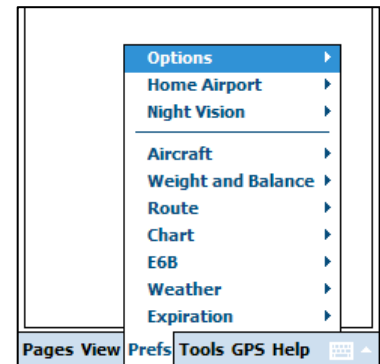 Options
Home Airport
Night Vision
Aircraft
Weight and Balance
Route
Chart
E6B
Weather
Expiration
Pages View Prefs Tools GPS Help